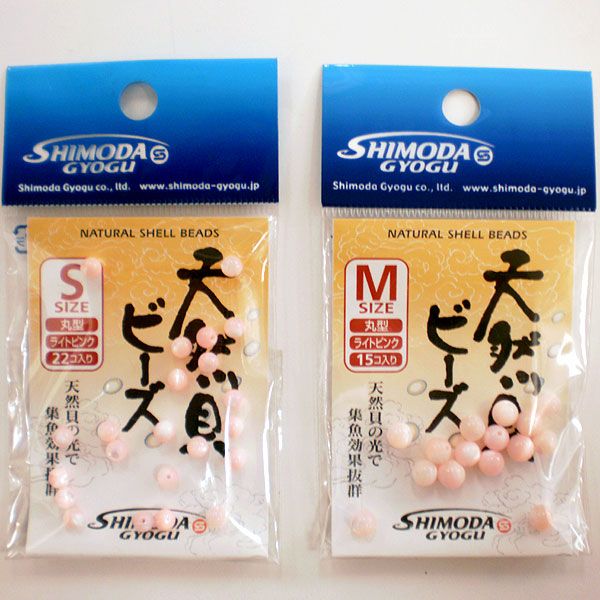 SHIMODA
GYOGU
Shimoda Gyogu co., ltd. www.shimoda-gyogu.jp
NATURAL SHELL BEADS
S
SIZE
丸型
ライトピンク
22コ入り
天然貝
ビーズ
天然貝の光で
集魚効果抜群
SHIMODA
GYOGU
SHIMODA
GYOGU
Shimoda Gyogu co., ltd. www.shimoda-gyogu.jp
NATURAL SHELL BEADS
M
SIZE
丸型
ライトピンク
15コ入り
天然貝
ビーズ
天然貝の光で
集魚効果抜群
SHIMODA
GYOGU